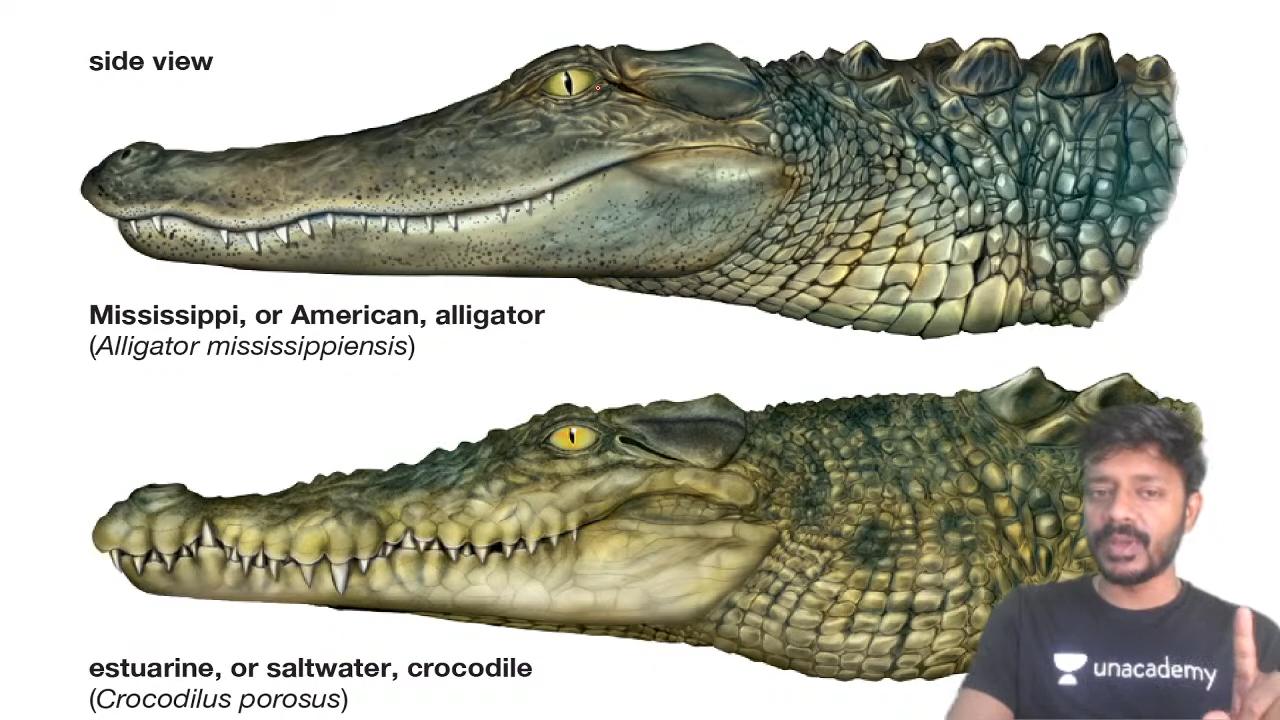 side view
Mississippi, or American, alligator
(Alligator mississippiensis)
estuarine, or saltwater, crocodile
(Crocodilus porosus)
unacademy